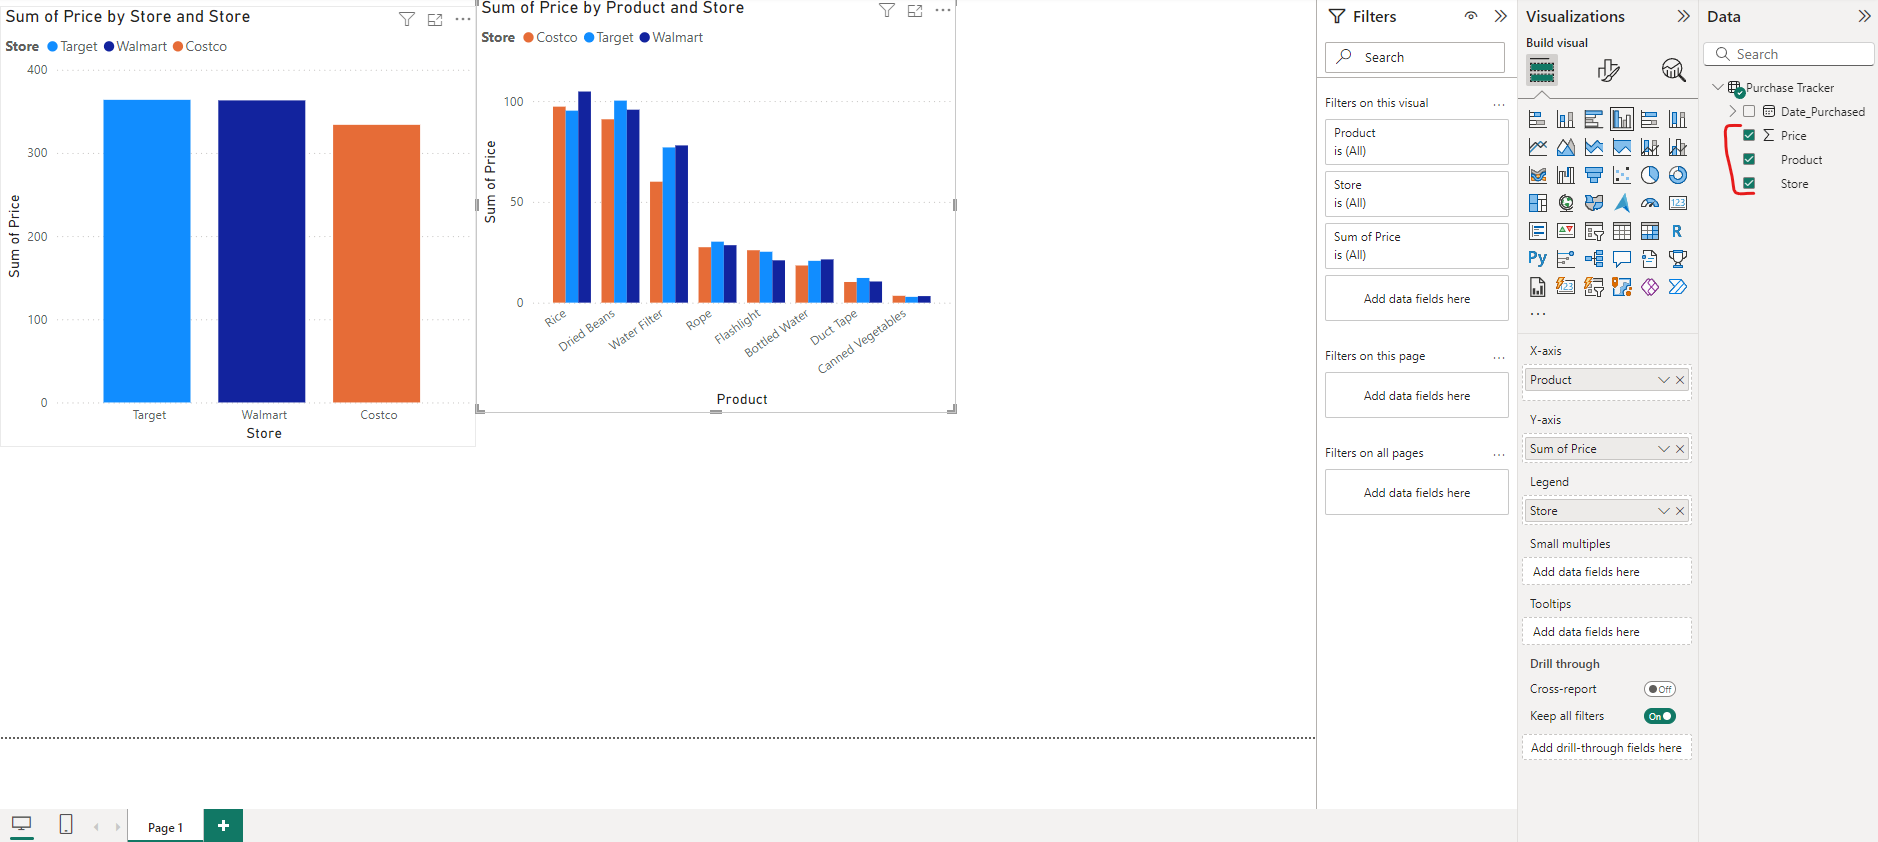 Sum of Price by Store and Store
Store Target Walmart Costco
400
300
200
100
0
Sum of Price
Target Walmart Costco
Store
Sum of Price by Product and Store
Store Costco Target Walmart
100
50
0
Sum of Price
Rice
Dried Beans
Water Filter
Rope
Flashlight
Bottled Water
Duct Tape
Canned Vegetables
Product
Page 1
+
Filters
Search
Filters on this visual ...
Product
is (All)
Store
is (All)
Sum of Price
is (All)
Add data fields here
Filters on this page ...
Add data fields here
Filters on all pages ...
Add data fields here
Visualizations
Build visual
123
R
Py
123
...
X-axis
Product
Y-axis
Sum of Price
Legend
Store
Small multiples
Add data fields here
Tooltips
Add data fields here
Drill through
Cross-report Off
Keep all filters On
Add drill-through fields here
Data
Search
Purchase Tracker
Date_Purchased
Σ Price
Product
Store